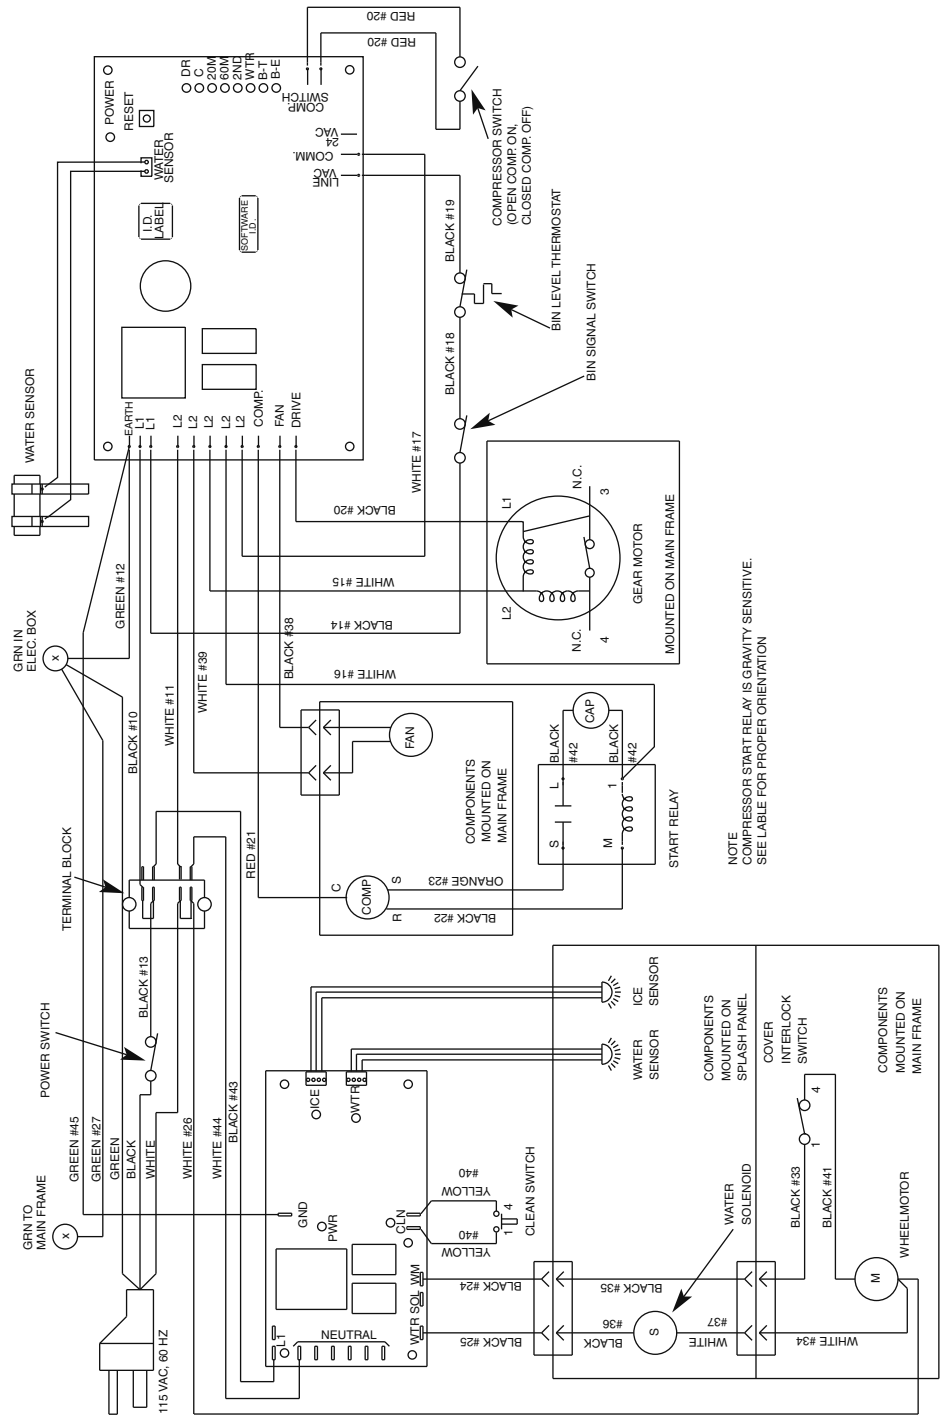 RED #20
RED #20
DR
C
20M
60M
2ND
WTR
B-T
B-E
POWER
RESET
COMP.
SWITCH
WATER
SENSOR
24
VAC
COMM.
LINE
VAC
I.D.
LABEL
SOFTWARE
I.D.
COMPRESSOR SWITCH
(OPEN COMP. ON,
CLOSED COMP. OFF)
BLACK #19
BIN LEVEL THERMOSTAT
BIN SIGNAL SWITCH
BLACK #18
WATER SENSOR
EARTH
L1
L1
L2
L2
L2
L2
L2
COMP.
FAN
DRIVE
WHITE #17
BLACK #20
GREEN #12
WHITE #15
BLACK #14
BLACK #38
WHITE #39
WHITE #16
GRN IN
ELEC. BOX
X
L1
N.C.
3
GEAR MOTOR
L2
N.C.
4
MOUNTED ON MAIN FRAME
BLACK #10
WHITE #11
FAN
COMPONENTS
MOUNTED ON
MAIN FRAME
CAP
BLACK
#42
BLACK
#42
L
1
S
M
START RELAY
NOTE
COMPRESSOR START RELAY IS GRAVITY SENSITIVE.
SEE LABLE FOR PROPER ORIENTATION
TERMINAL BLOCK
RED #21
C
COMP
S
R
ORANGE #23
BLACK #22
POWER SWITCH
BLACK #13
GREEN #45
GREEN #27
GREEN
BLACK
WHITE
WHITE #26
WHITE #44
BLACK #43
GRN TO
MAIN FRAME
X
115 VAC, 60 HZ
ICE
WTR
ICE
SENSOR
WATER
SENSOR
GND
PWR
CLN
YELLOW
#40
YELLOW
#40
4
1
CLEAN SWITCH
L1
NEUTRAL
WTR SOL
WM
BLACK #24
BLACK #25
BLACK #35
BLACK
#36
S
WHITE
#37
WATER
SOLENOID
COMPONENTS
MOUNTED ON
SPLASH PANEL
COVER
INTERLOCK
SWITCH
4
1
BLACK #33
BLACK #41
COMPONENTS
MOUNTED ON
MAIN FRAME
WHEELMOTOR
M
WHITE #34